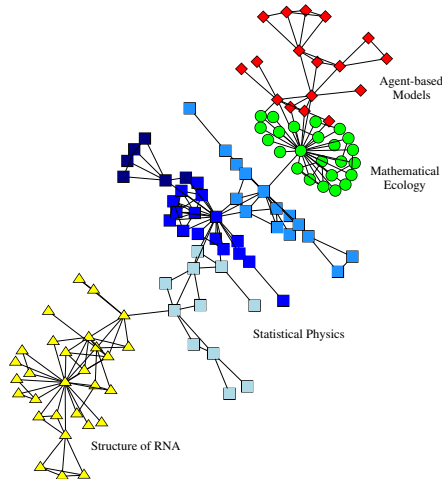 Agent-based
Models
Mathematical
Ecology
Statistical Physics
Structure of RNA